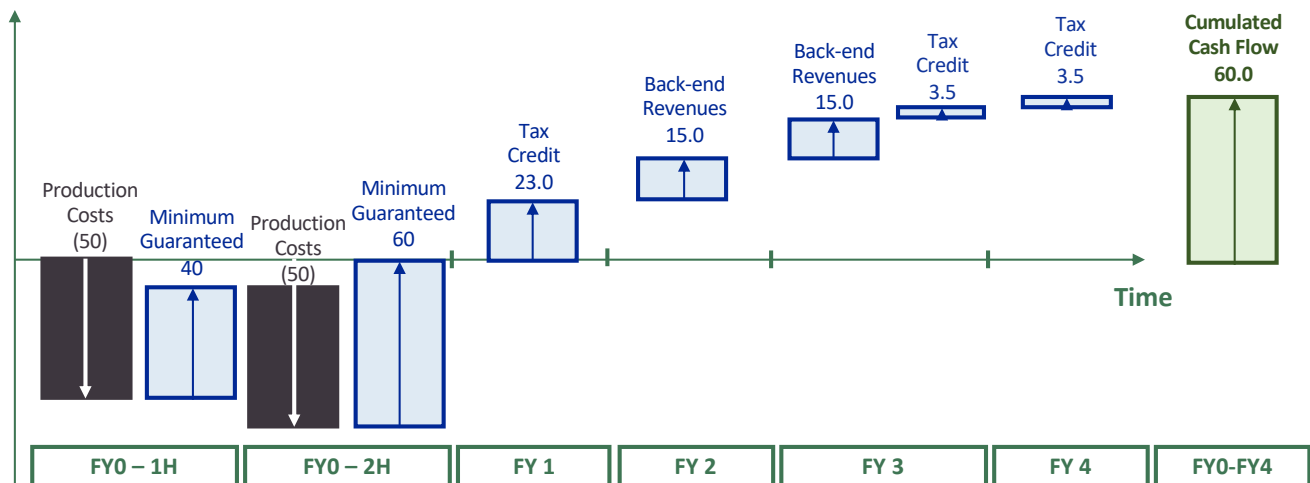 Production
Costs
(50)
Minimum
Guaranteed
40
Production
Costs
(50)
Minimum
Guaranteed
60
Tax
Credit
23.0
Back-end
Revenues
15.0
Back-end
Revenues
15.0
Tax
Credit
3.5
Tax
Credit
3.5
Cumulated
Cash Flow
60.0
Time
FY0 – 1H
FY0 – 2H
FY 1
FY 2
FY 3
FY 4
FY0-FY4